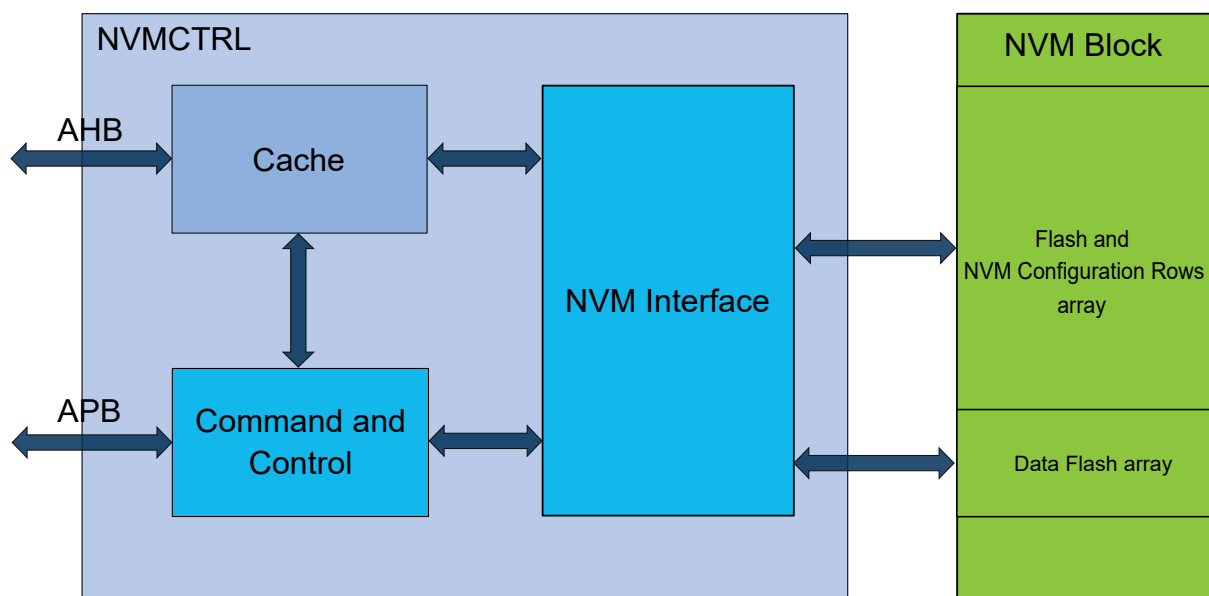 NVMCTRL
NVM Block
AHB
Cache
Flash and
NVM Configuration Rows
array
NVM Interface
APB
Command and
Control
Data Flash array